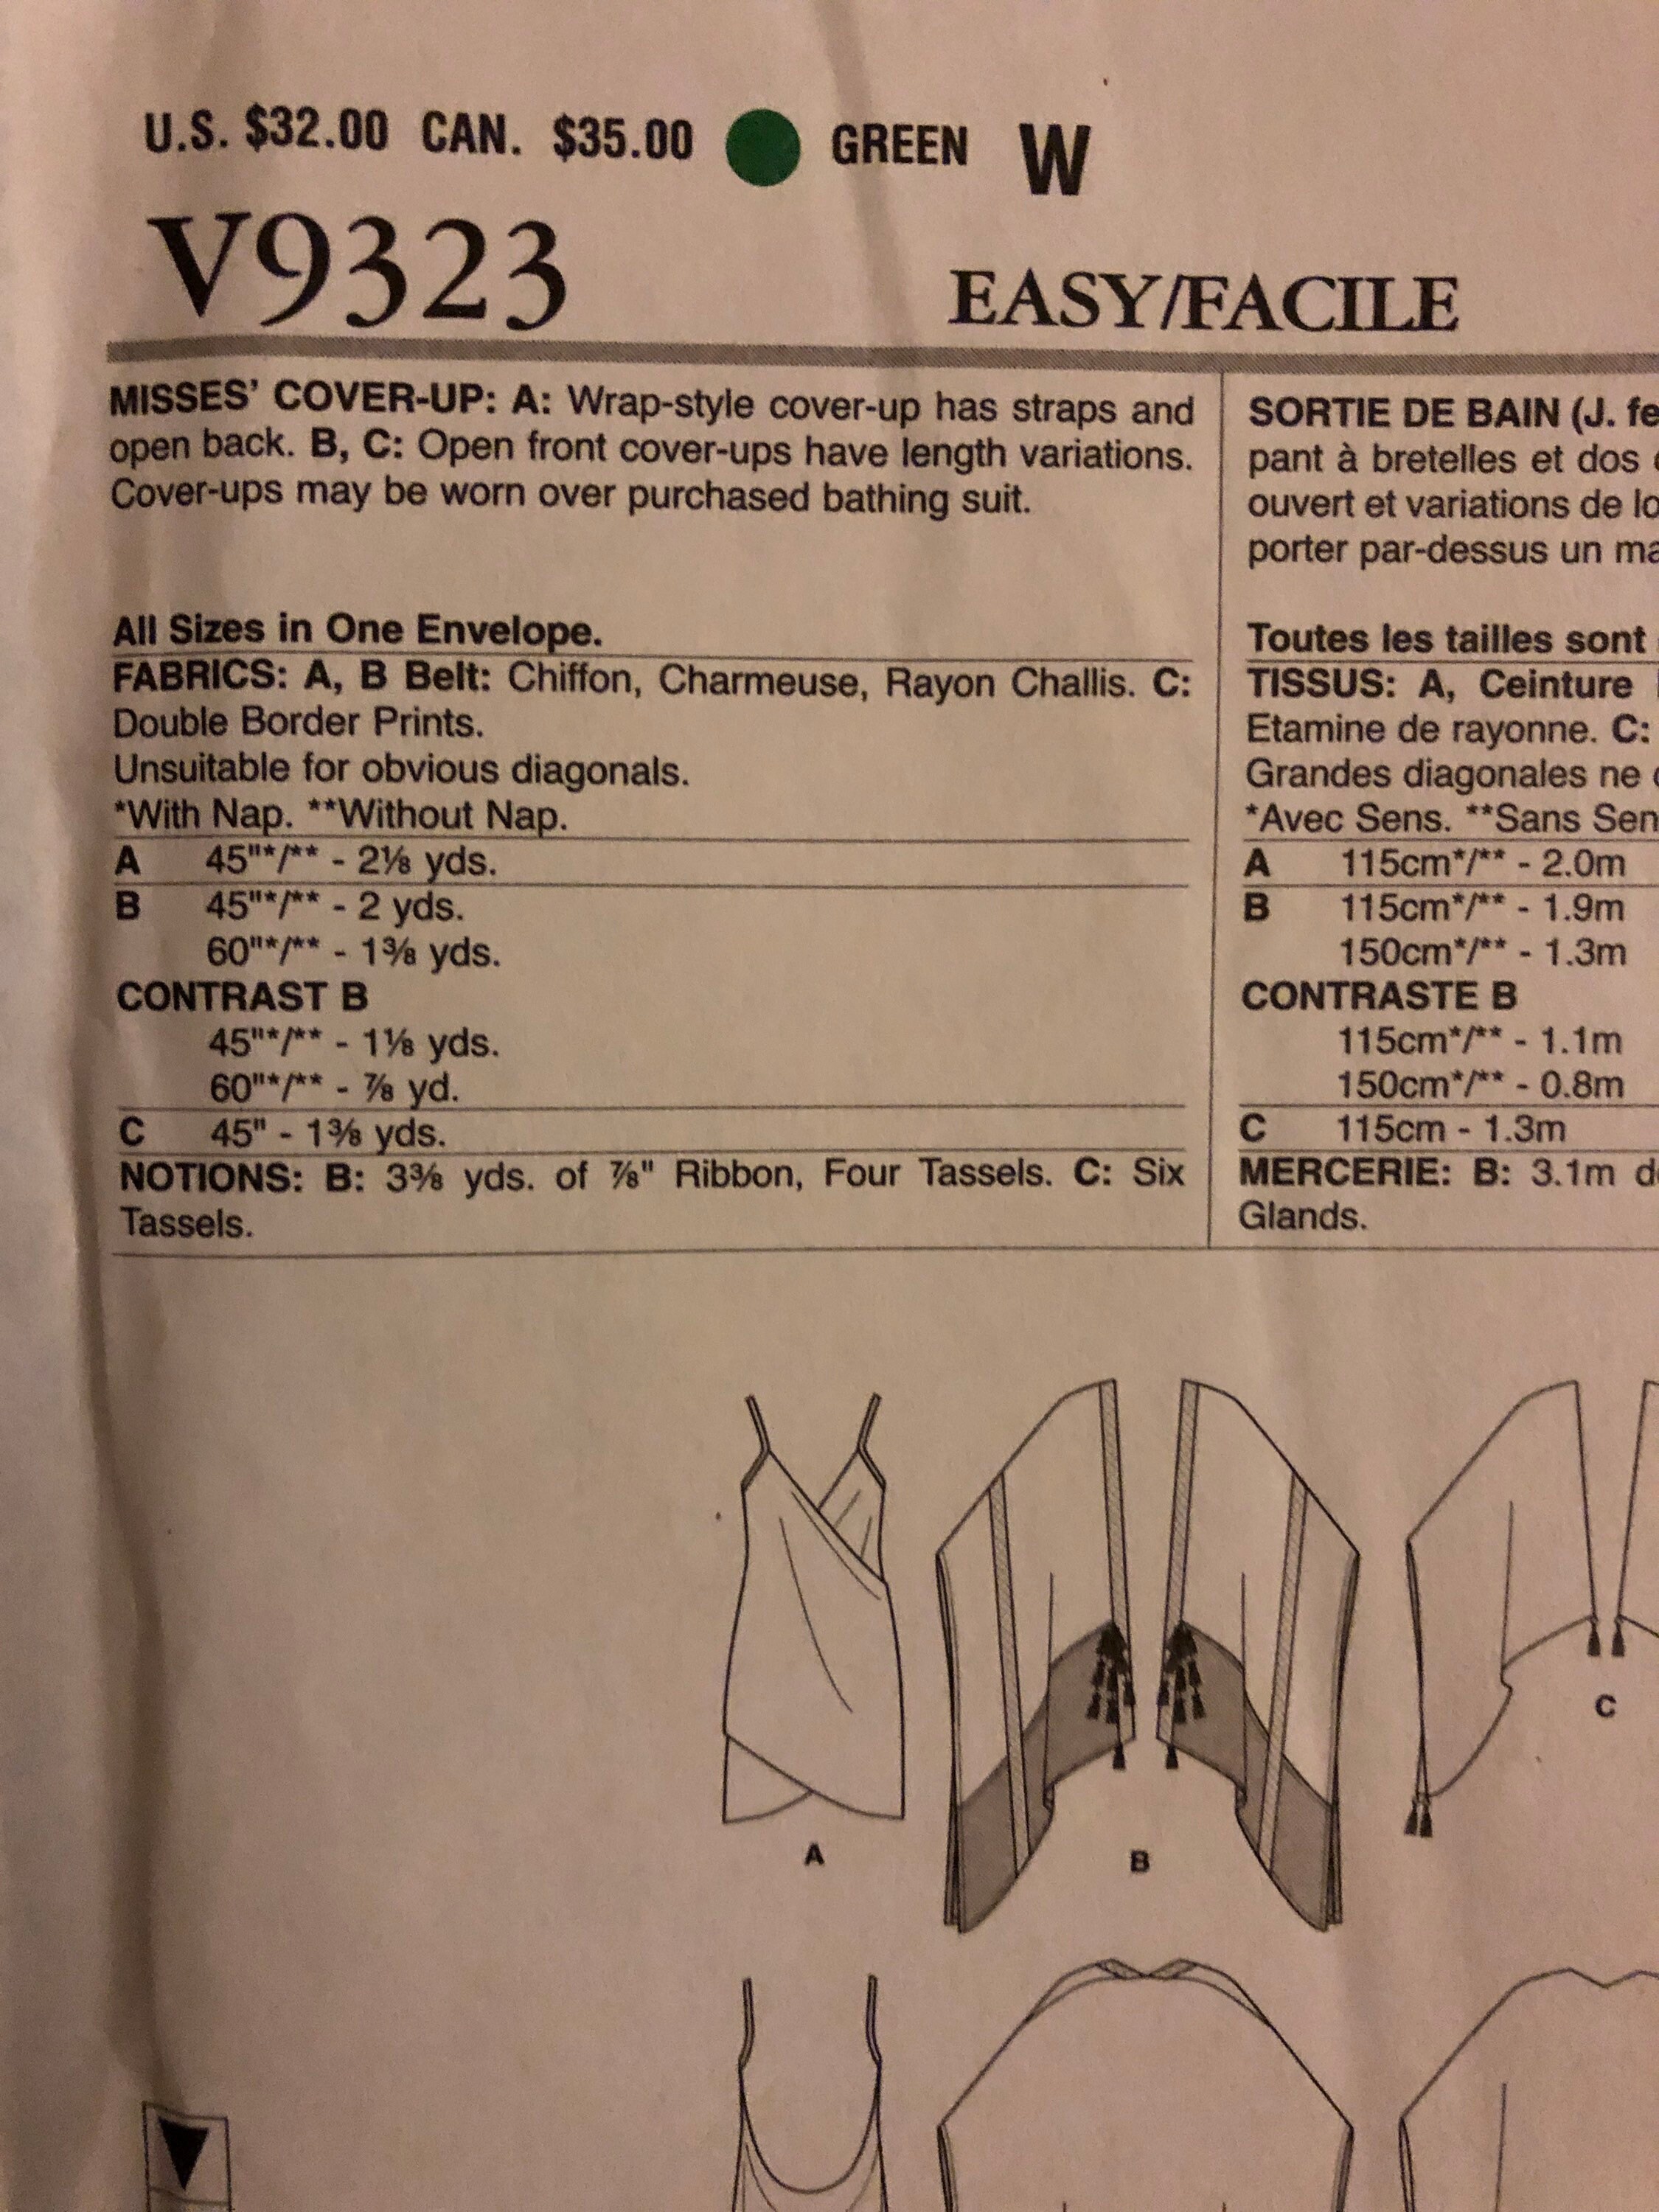 U.S. $32.00 CAN. $35.00 GREEN W
V9323
EASY/FACILE
MISSES' COVER-UP: A: Wrap-style cover-up has straps and
open back. B, C: Open front cover-ups have length variations.
Cover-ups may be worn over purchased bathing suit.
All Sizes in One Envelope.
FABRICS: A, B Belt: Chiffon, Charmeuse, Rayon Challis. C:
Double Border Prints.
Unsuitable for obvious diagonals.
*With Nap. **Without Nap.
A 45"*/** - 2⅛ yds.
B 45"*/** - 2 yds.
60"*/** - 1⅜ yds.
CONTRAST B
45"*/** - 1⅛ yds.
60"*/** - ⅞ yd.
C 45" - 1⅜ yds.
NOTIONS: B: 3⅜ yds. of ⅞" Ribbon, Four Tassels. C: Six
Tassels.
SORTIE DE BAIN (J. fe
pant à bretelles et dos
ouvert et variations de lo
porter par-dessus un ma
Toutes les tailles sont
TISSUS: A, Ceinture
Etamine de rayonne. C:
Grandes diagonales ne
*Avec Sens. **Sans Sen
A 115cm*/** - 2.0m
B 115cm*/** - 1.9m
150cm*/** - 1.3m
CONTRASTE B
115cm*/** - 1.1m
150cm*/** - 0.8m
C 115cm - 1.3m
MERCERIE: B: 3.1m d
Glands.
A
B
C